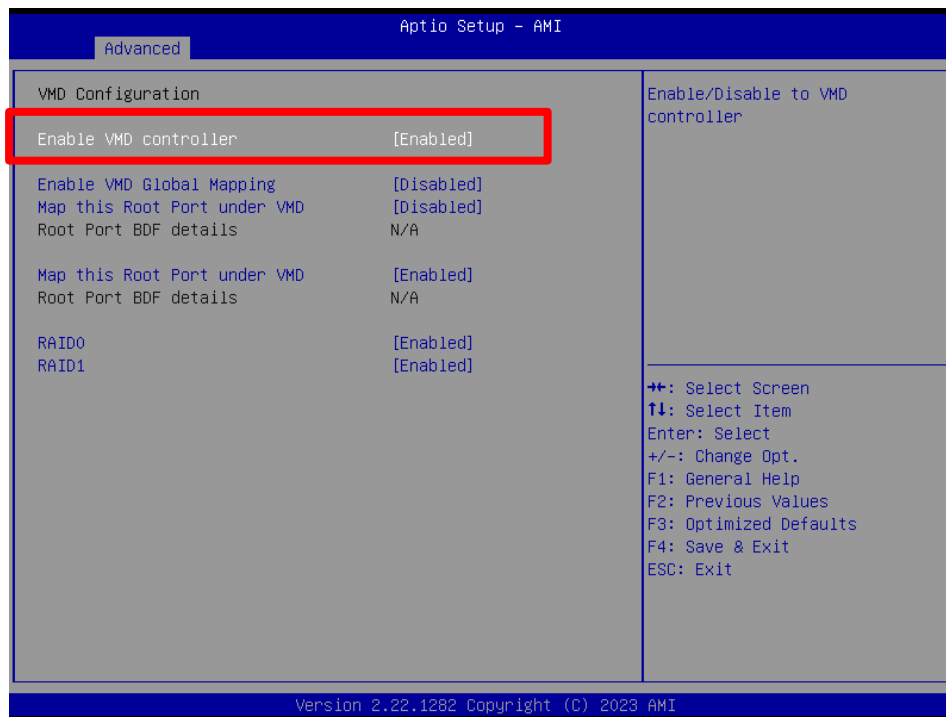 Aptio Setup - AMI
Advanced
VMD Configuration
Enable VMD controller [Enabled]
Enable VMD Global Mapping [Disabled]
Map this Root Port under VMD [Disabled]
Root Port BDF details N/A
Map this Root Port under VMD [Enabled]
Root Port BDF details N/A
RAID0 [Enabled]
RAID1 [Enabled]
Enable/Disable to VMD
controller
→←: Select Screen
↑↓: Select Item
Enter: Select
+/-: Change Opt.
F1: General Help
F2: Previous Values
F3: Optimized Defaults
F4: Save & Exit
ESC: Exit
Version 2.22.1282 Copyright (C) 2023 AMI